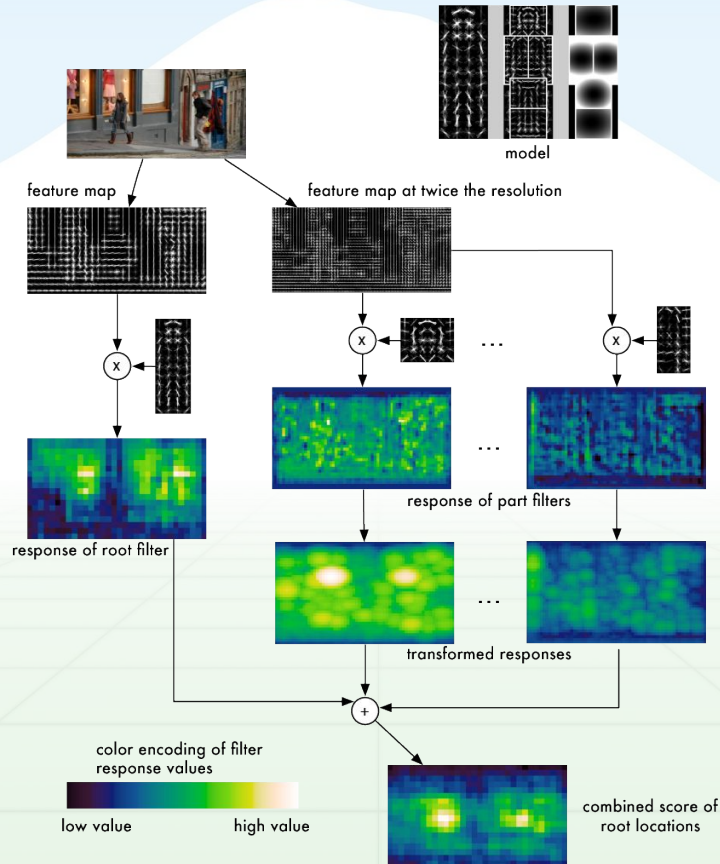 model
feature map
feature map at twice the resolution
x
x
...
x
...
response of part filters
response of root filter
...
transformed responses
+
color encoding of filter
response values
low value
high value
combined score of
root locations